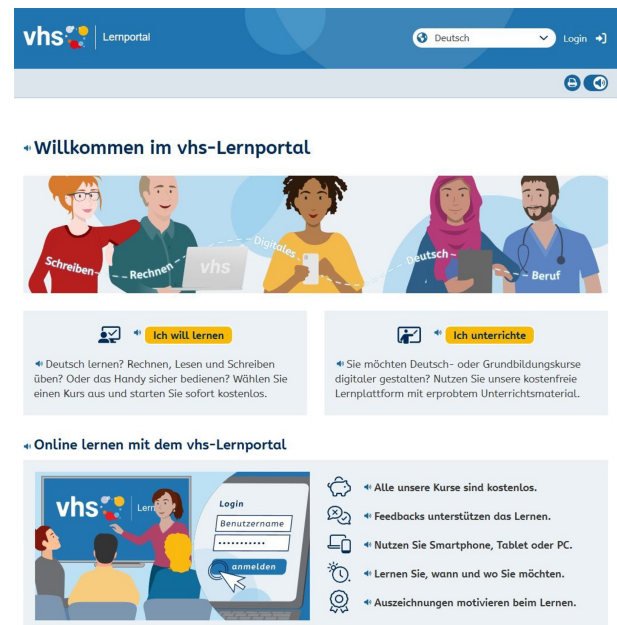 vhs Lernportal
Deutsch
Login
Willkommen im vhs-Lernportal
Schreiben
Rechnen
vhs
Digitales
Deutsch
Beruf
Ich will lernen
Deutsch lernen? Rechnen, Lesen und Schreiben
üben? Oder das Handy sicher bedienen? Wählen Sie
einen Kurs aus und starten Sie sofort kostenlos.
Ich unterrichte
Sie möchten Deutsch- oder Grundbildungskurse
digitaler gestalten? Nutzen Sie unsere kostenfreie
Lernplattform mit erprobtem Unterrichtsmaterial.
Online lernen mit dem vhs-Lernportal
vhs Lern
Login
Benutzername
anmelden
Alle unsere Kurse sind kostenlos.
Feedbacks unterstützen das Lernen.
Nutzen Sie Smartphone, Tablet oder PC.
Lernen Sie, wann und wo Sie möchten.
Auszeichnungen motivieren beim Lernen.